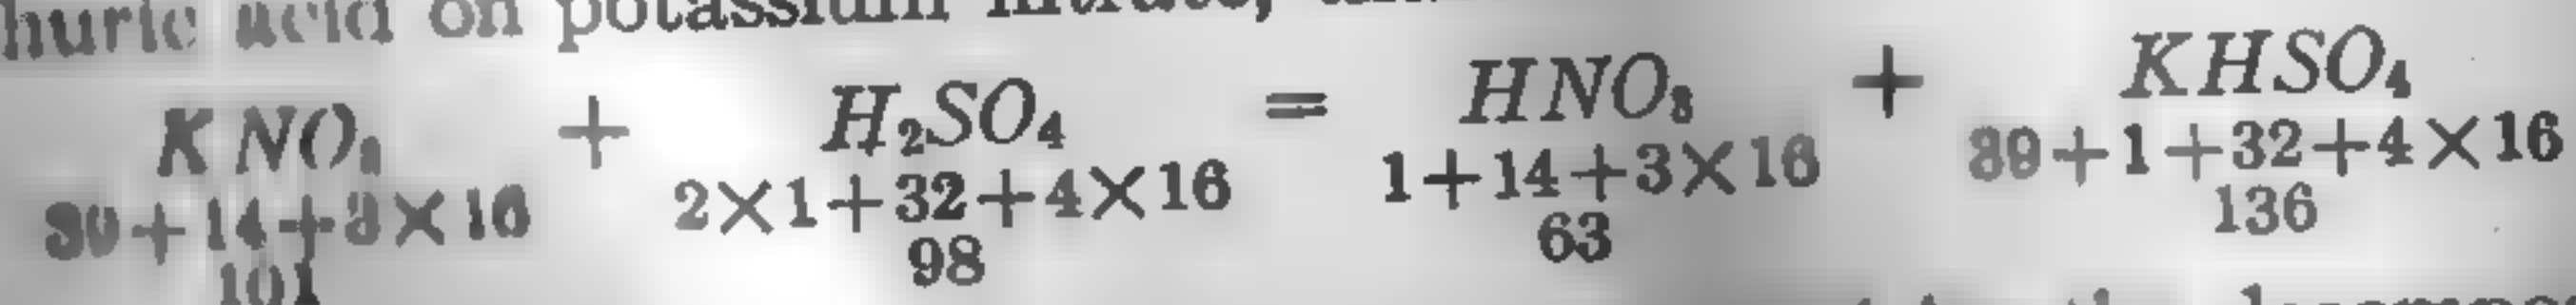 huric acid on potassium nitrate,
KNO₃ + H₂SO₄ = HNO₃ + KHSO₄
39+14+3×16 2×1+32+4×16 1+14+3×16 39+1+32+4×16
101 98 63 136